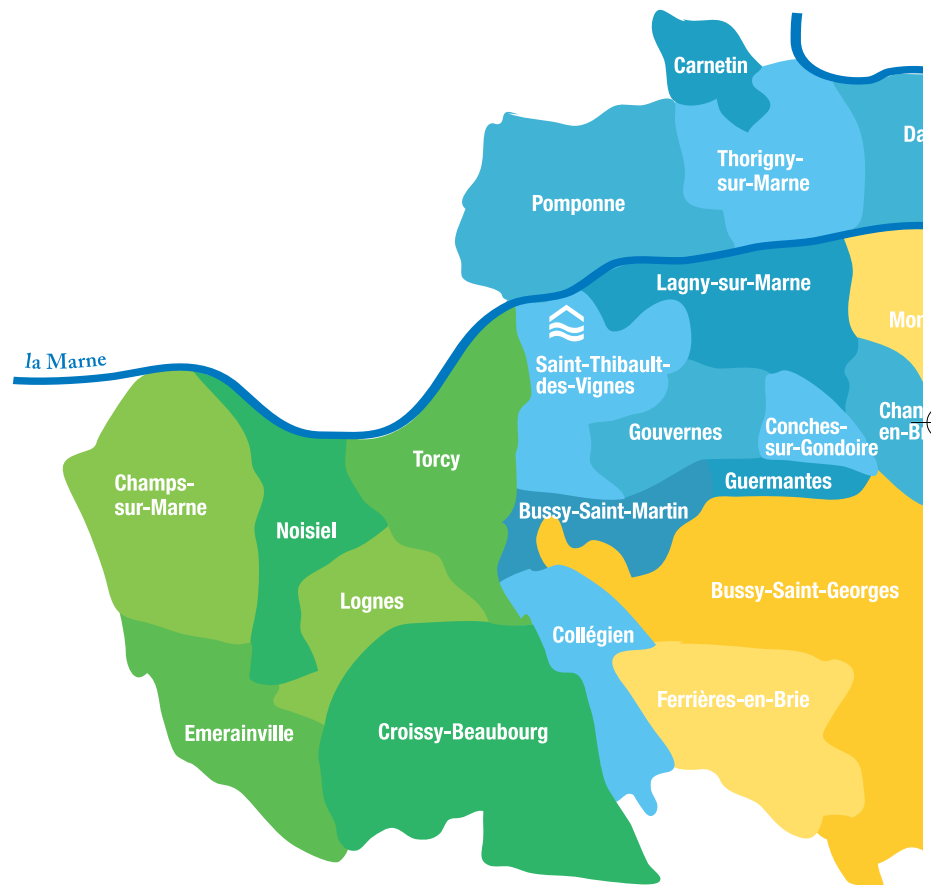 Carnetin
Thorigny-
sur-Marne
Pomponne
Lagny-sur-Marne
la Marne
Saint-Thibault-
des-Vignes
Gouvernes
Conches-
sur-Gondoire
Torcy
Champs-
sur-Marne
Guermantes
Bussy-Saint-Martin
Noisiel
Bussy-Saint-Georges
Lognes
Collégien
Ferrières-en-Brie
Emerainville
Croissy-Beaubourg